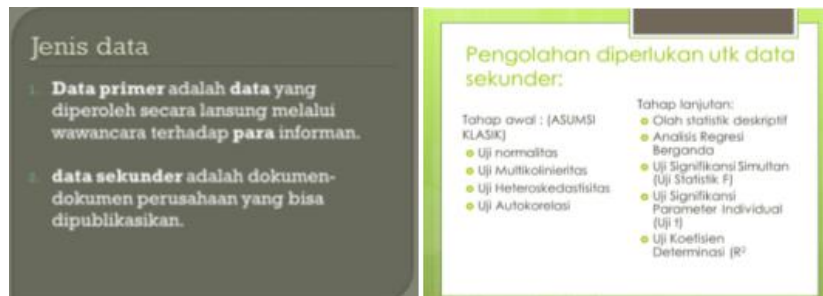 Jenis data
1. Data primer adalah data yang
diperoleh secara lansung melalui
wawancara terhadap para informan.
2. data sekunder adalah dokumen-
dokumen perusahaan yang bisa
dipublikasikan.
Pengolahan diperlukan utk data
sekunder:
Tahap awal : (ASUMSI
KLASIK)
Uji normalitas
Uji Multikolinieritas
Uji Heteroskedastisitas
Uji Autokorelasi
Tahap lanjutan:
Olah statistik deskriptif
Analisis Regresi
Berganda
Uji Signifikansi Simultan
(Uji Statistik F)
Uji Signifikansi
Parameter Individual
(Uji t)
Uji Koefisien
Determinasi (R²